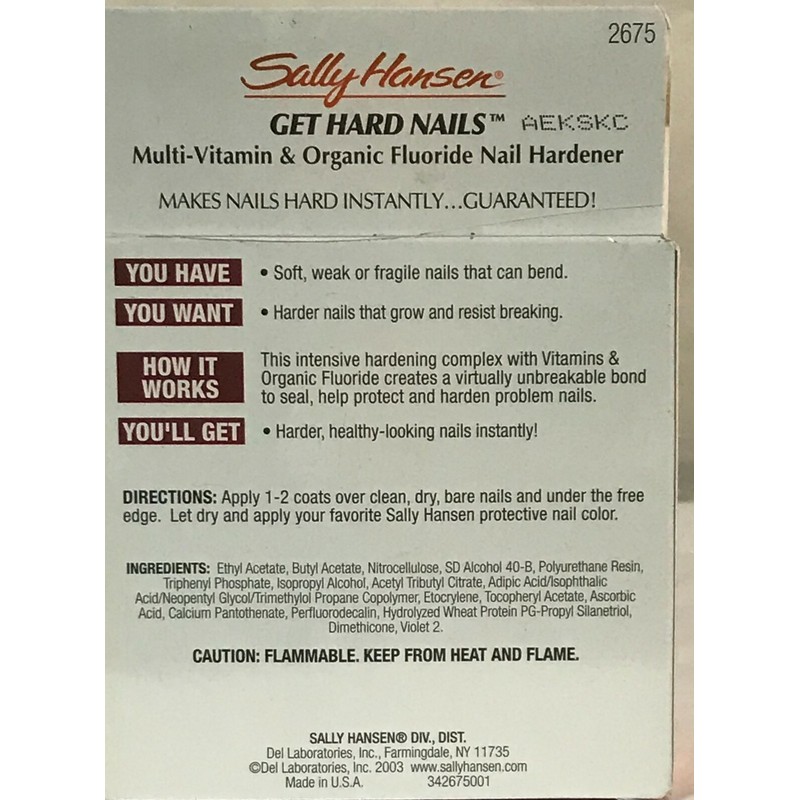 2675
Sally Hansen®
GET HARD NAILS™ AEKSKC
Multi-Vitamin & Organic Fluoride Nail Hardener
MAKES NAILS HARD INSTANTLY...GUARANTEED!
YOU HAVE • Soft, weak or fragile nails that can bend.
YOU WANT • Harder nails that grow and resist breaking.
HOW IT
WORKS
This intensive hardening complex with Vitamins &
Organic Fluoride creates a virtually unbreakable bond
to seal, help protect and harden problem nails.
YOU'LL GET • Harder, healthy-looking nails instantly!
DIRECTIONS: Apply 1-2 coats over clean, dry, bare nails and under the free
edge. Let dry and apply your favorite Sally Hansen protective nail color.
INGREDIENTS: Ethyl Acetate, Butyl Acetate, Nitrocellulose, SD Alcohol 40-B, Polyurethane Resin,
Triphenyl Phosphate, Isopropyl Alcohol, Acetyl Tributyl Citrate, Adipic Acid/Isophthalic
Acid/Neopentyl Glycol/Trimethylol Propane Copolymer, Etocrylene, Tocopheryl Acetate, Ascorbic
Acid, Calcium Pantothenate, Perfluorodecalin, Hydrolyzed Wheat Protein PG-Propyl Silanetriol,
Dimethicone, Violet 2.
CAUTION: FLAMMABLE. KEEP FROM HEAT AND FLAME.
SALLY HANSEN® DIV., DIST.
Del Laboratories, Inc., Farmingdale, NY 11735
©Del Laboratories, Inc. 2003 www.sallyhansen.com
Made in U.S.A. 342675001